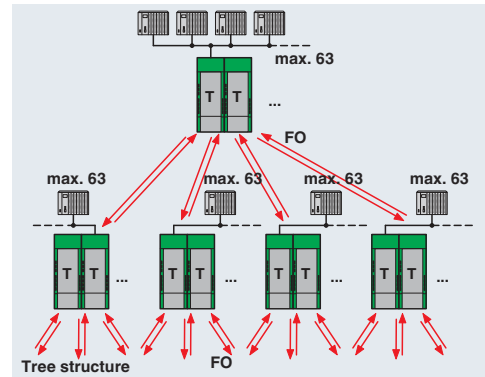 max. 63
T T ...
FO
max. 63 max. 63 max. 63 max. 63
T T ... T T ... T T ... T T ...
Tree structure FO